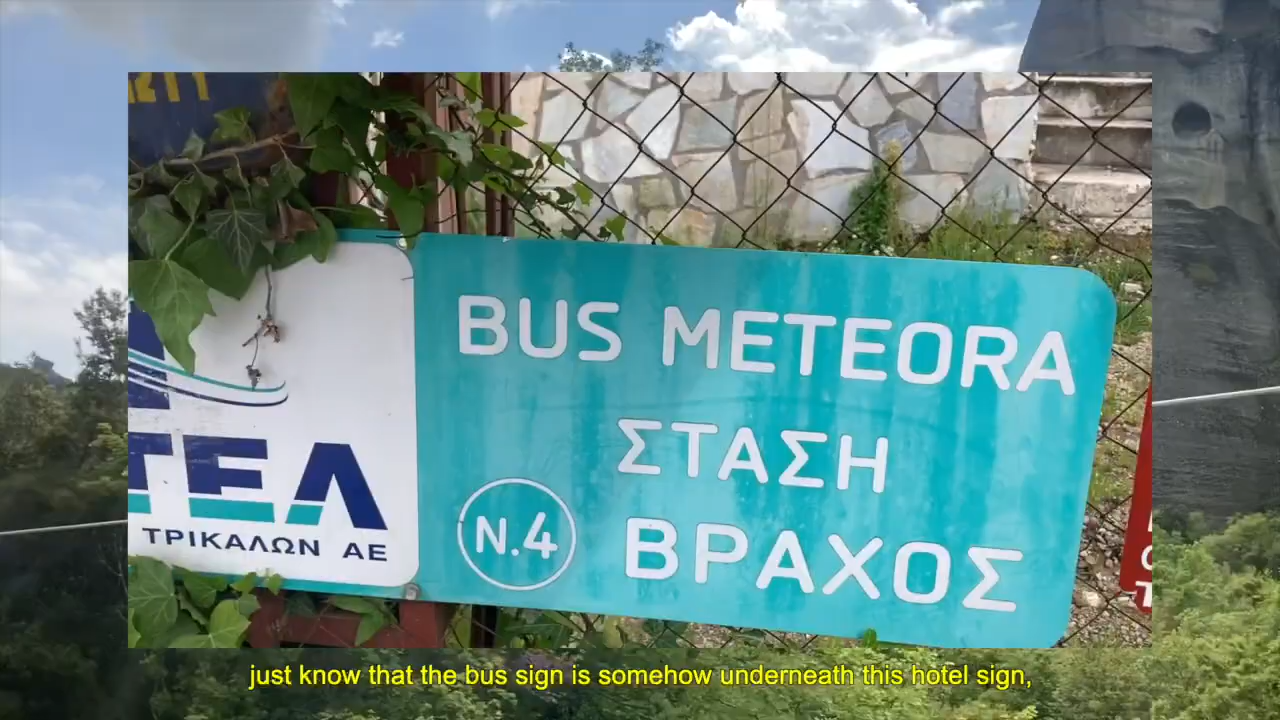 BUS METEORA
ΣΤΑΣΗ
N.4 ΒΡΑΧΟΣ
ΤΕΛ
ΤΡΙΚΑΛΩΝ ΑΕ
just know that the bus sign is somehow underneath this hotel sign,